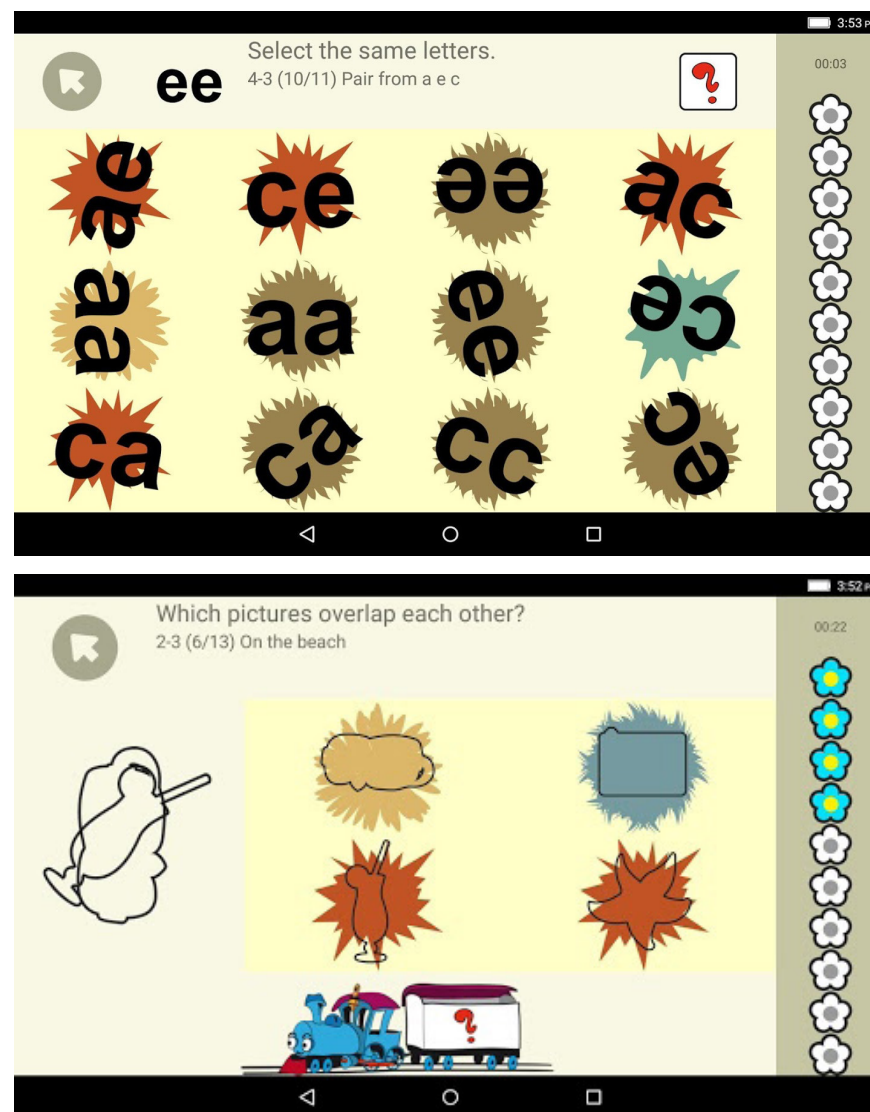 3:53 P
Select the same letters.
ee
4-3 (10/11) Pair from a e c
?
00:03
ea ce ee ac
aa aa ee ce
ca ca cc ec
3:52 P
Which pictures overlap each other?
2-3 (6/13) On the beach
00:22
?